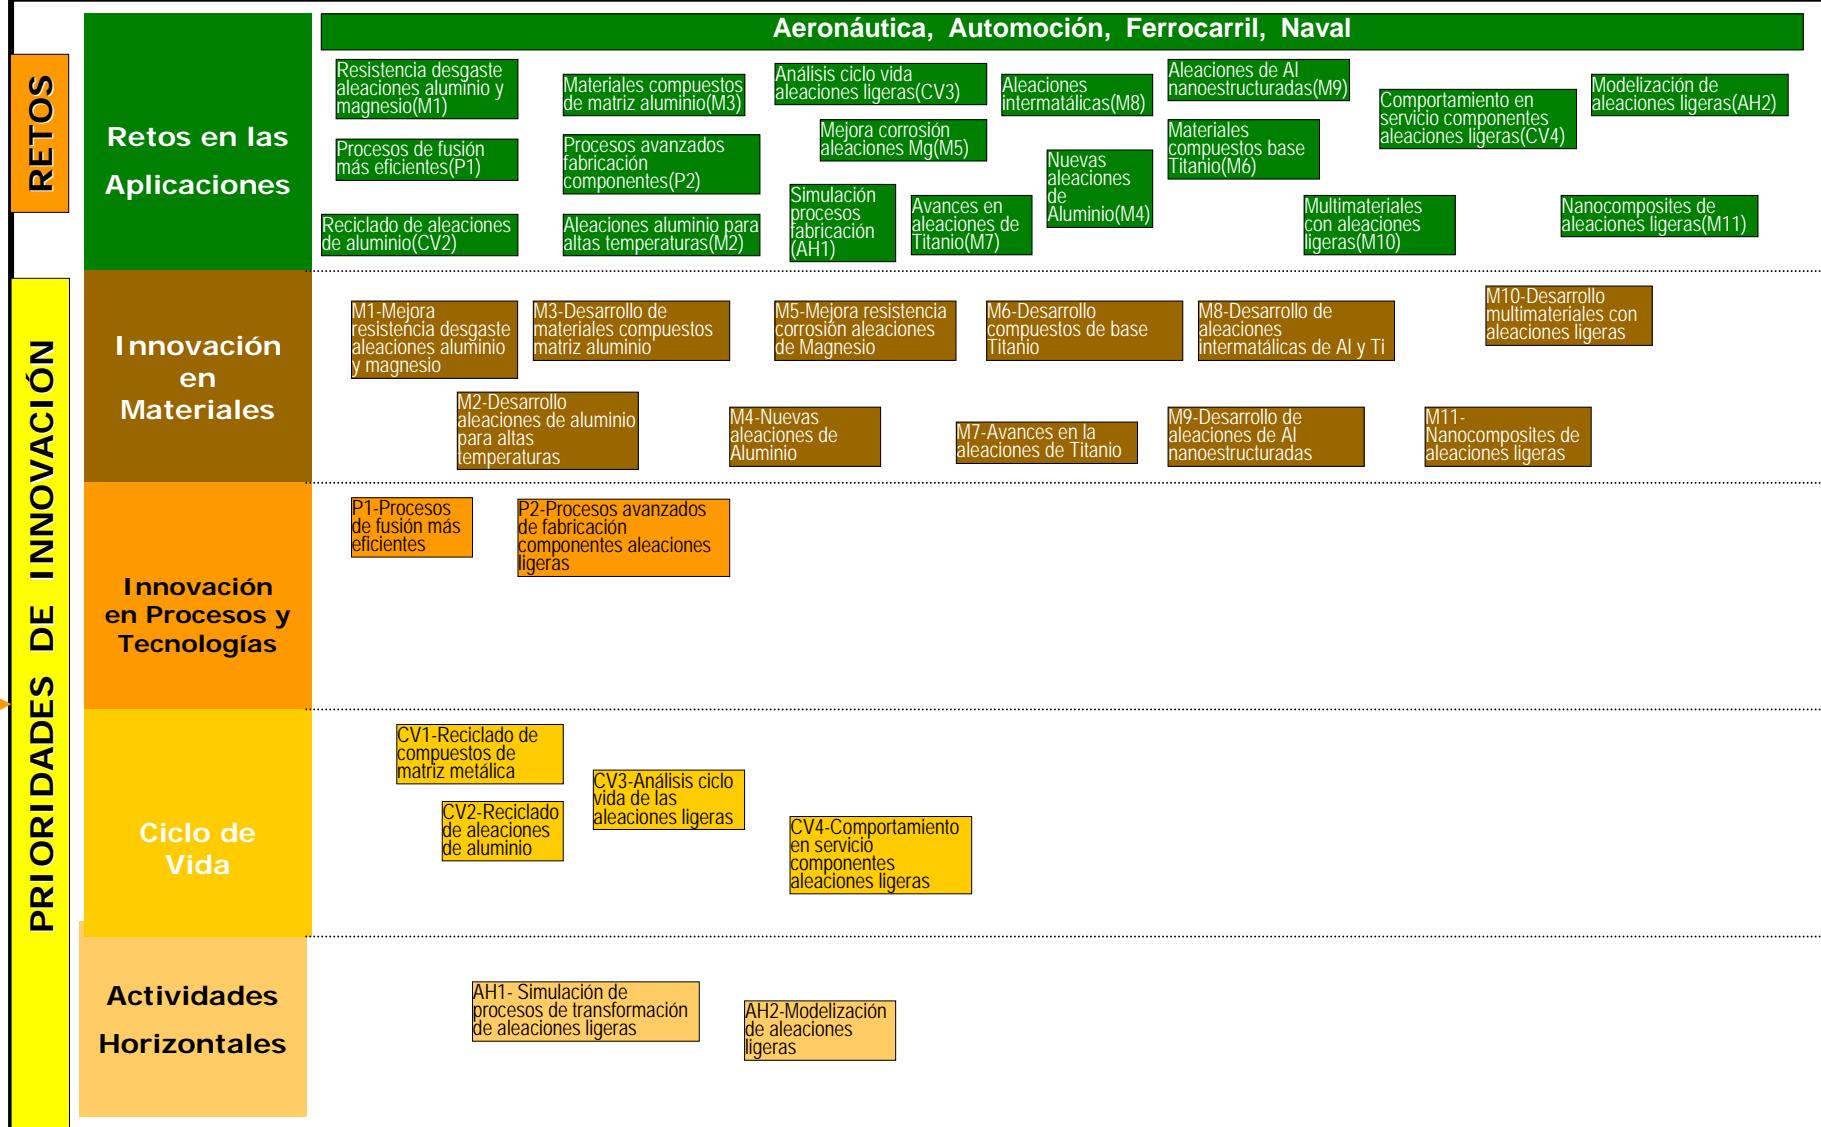 Aeronáutica, Automoción, Ferrocarril, Naval
RETOS
Retos en las
Aplicaciones
Resistencia desgaste
aleaciones aluminio y
magnesio(M1)
Materiales compuestos
de matriz aluminio(M3)
Análisis ciclo vida
aleaciones ligeras(CV3)
Aleaciones
intermatálicas(M8)
Aleaciones de Al
nanoestructuradas(M9)
Comportamiento en
servicio componentes
aleaciones ligeras(CV4)
Modelización de
aleaciones ligeras(AH2)
Procesos de fusión
más eficientes(P1)
Procesos avanzados
fabricación
componentes(P2)
Mejora corrosión
aleaciones Mg(M5)
Nuevas
aleaciones
de
Aluminio(M4)
Materiales
compuestos base
Titanio(M6)
Reciclado de aleaciones
de aluminio(CV2)
Aleaciones aluminio para
altas temperaturas(M2)
Simulación
procesos
fabricación
(AH1)
Avances en
aleaciones de
Titanio(M7)
Multimateriales
con aleaciones
ligeras(M10)
Nanocomposites de
aleaciones ligeras(M11)
PRIORIDADES DE INNOVACIÓN
Innovación
en
Materiales
M1-Mejora
resistencia desgaste
aleaciones aluminio
y magnesio
M3-Desarrollo de
materiales compuestos
matriz aluminio
M5-Mejora resistencia
corrosión aleaciones
de Magnesio
M6-Desarrollo
compuestos de base
Titanio
M8-Desarrollo de
aleaciones
intermatálicas de Al y Ti
M10-Desarrollo
multimateriales con
aleaciones ligeras
M2-Desarrollo
aleaciones de aluminio
para altas
temperaturas
M4-Nuevas
aleaciones de
Aluminio
M7-Avances en la
aleaciones de Titanio
M9-Desarrollo de
aleaciones de Al
nanoestructuradas
M11-
Nanocomposites de
aleaciones ligeras
Innovación
en Procesos y
Tecnologías
P1-Procesos
de fusión más
eficientes
P2-Procesos avanzados
de fabricación
componentes aleaciones
ligeras
Ciclo de
Vida
CV1-Reciclado de
compuestos de
matriz metálica
CV2-Reciclado
de aleaciones
de aluminio
CV3-Análisis ciclo
vida de las
aleaciones ligeras
CV4-Comportamiento
en servicio
componentes
aleaciones ligeras
Actividades
Horizontales
AH1- Simulación de
procesos de transformación
de aleaciones ligeras
AH2-Modelización
de aleaciones
ligeras